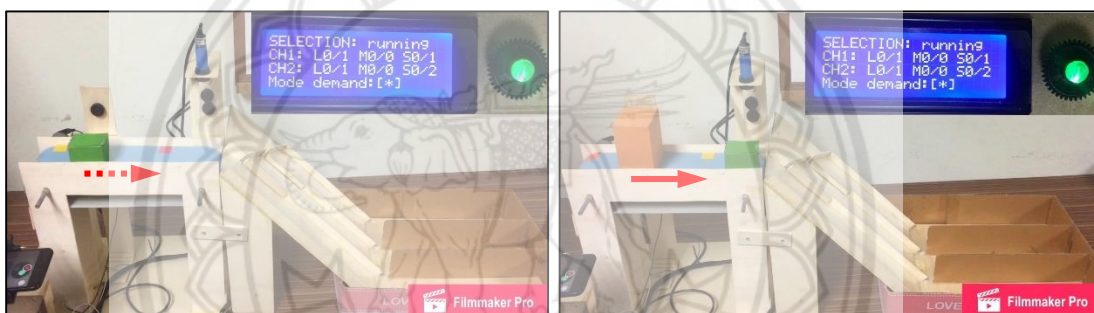 SELECTION: running
CH1: L0/1 M0/0 S0/1
CH2: L0/1 M0/0 S0/2
Mode demand:[*]
LOV
Filmmaker Pro
SELECTION: running
CH1: L0/1 M0/0 S0/1
CH2: L0/1 M0/0 S0/2
Mode demand:[*]
LOVE
Filmmaker Pro